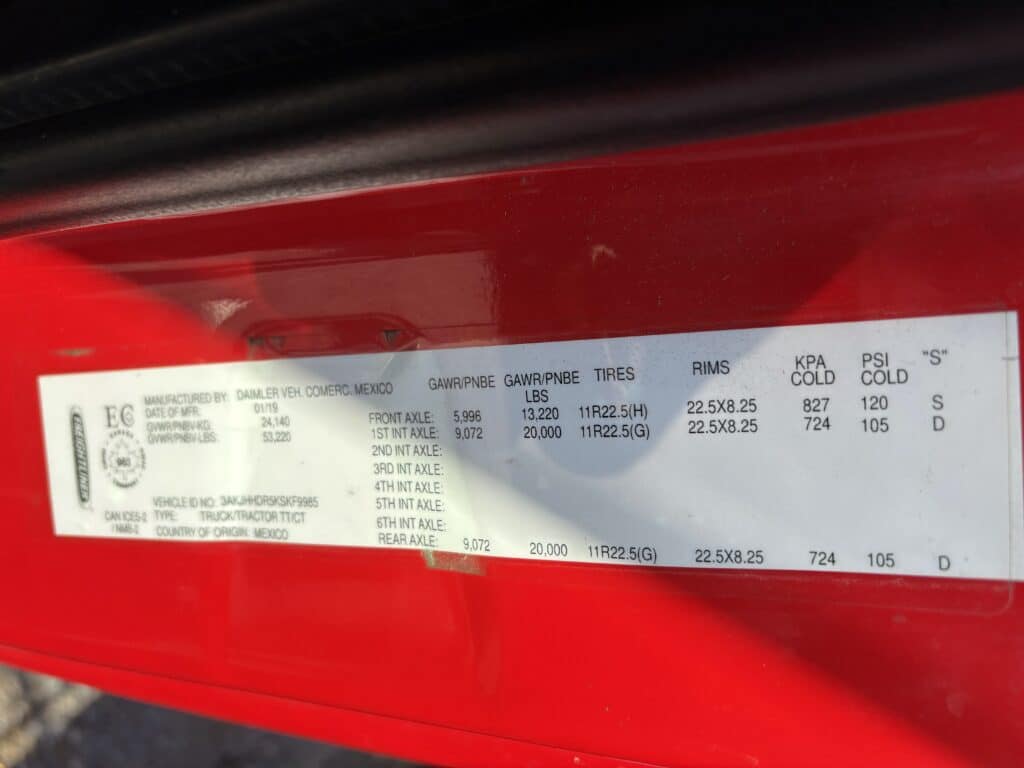 FREIGHTLINER
EC
CANADA
963
CAN ICES-2
/ NMB-2
MANUFACTURED BY: DAIMLER VEH. COMERC. MEXICO
DATE OF MFR: 01/19
GVWR/PNBV-KG: 24,140
GVWR/PNBV-LBS: 53,220
VEHICLE ID NO: 3AKJHHDR5KSKF9985
TYPE: TRUCK/TRACTOR TT/CT
COUNTRY OF ORIGIN: MEXICO
GAWR/PNBE GAWR/PNBE LBS TIRES RIMS KPA COLD PSI COLD "S"
FRONT AXLE: 5,996 13,220 11R22.5(H) 22.5X8.25 827 120 S
1ST INT AXLE: 9,072 20,000 11R22.5(G) 22.5X8.25 724 105 D
2ND INT AXLE:
3RD INT AXLE:
4TH INT AXLE:
5TH INT AXLE:
6TH INT AXLE:
REAR AXLE: 9,072 20,000 11R22.5(G) 22.5X8.25 724 105 D